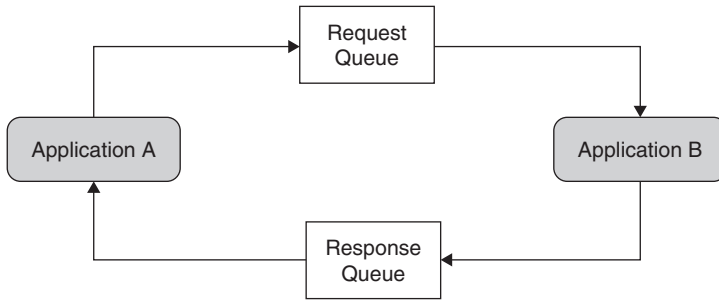 Request
Queue
Application A
Application B
Response
Queue